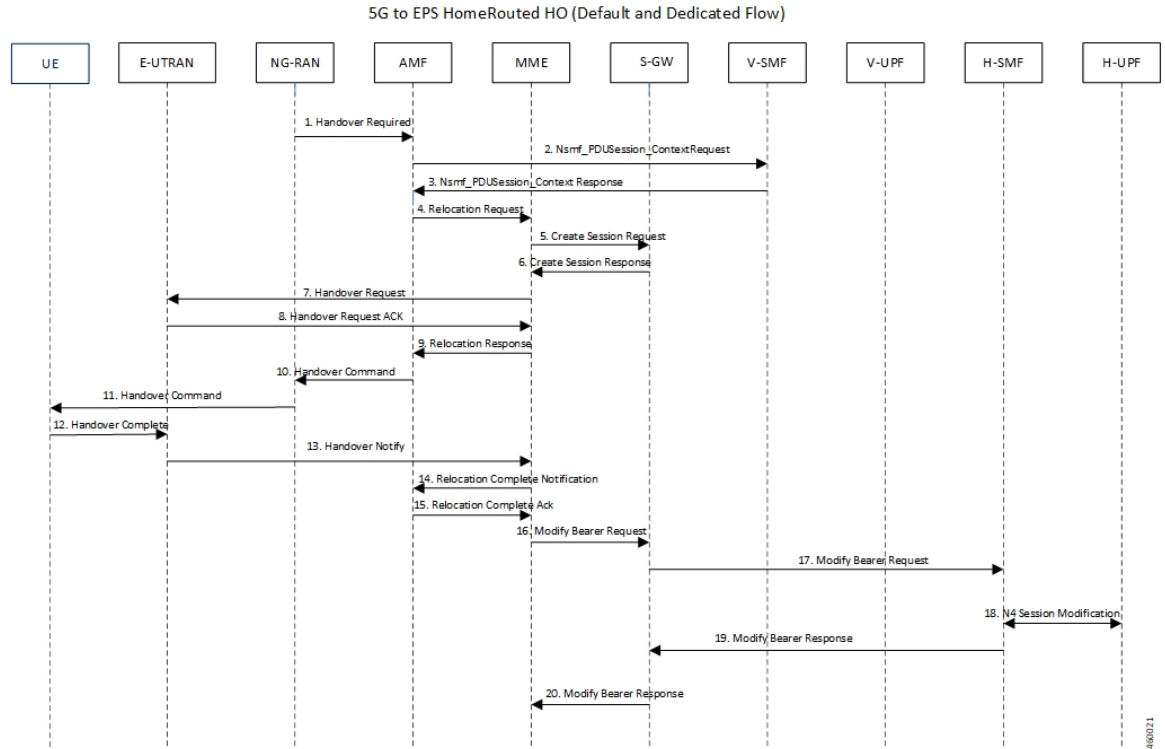 5G to EPS HomeRouted HO (Default and Dedicated Flow)
UE
E-UTRAN
NG-RAN
AMF
MME
S-GW
V-SMF
V-UPF
H-SMF
H-UPF
1. Handover Required
2. Nsmf_PDUSession_ContextRequest
3. Nsmf_PDUSession_Context Response
4. Relocation Request
5. Create Session Request
6. Create Session Response
7. Handover Request
8. Handover Request ACK
9. Relocation Response
10. Handover Command
11. Handover Command
12. Handover Complete
13. Handover Notify
14. Relocation Complete Notification
15. Relocation Complete Ack
16. Modify Bearer Request
17. Modify Bearer Request
18. N4 Session Modification
19. Modify Bearer Response
20. Modify Bearer Response
460021